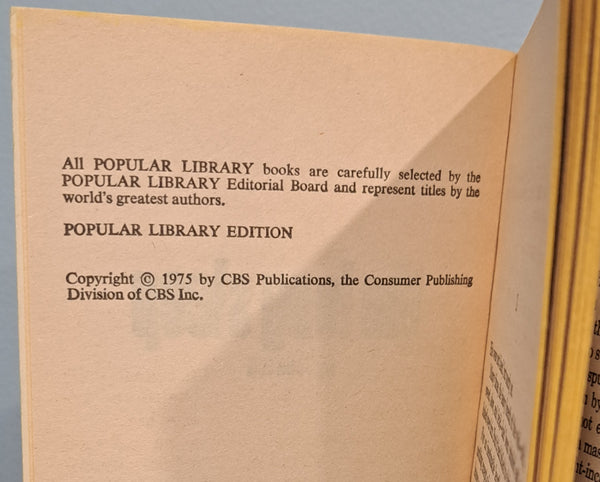 All POPULAR LIBRARY books are carefully selected by the
POPULAR LIBRARY Editorial Board and represent titles by the
world's greatest authors.
POPULAR LIBRARY EDITION
Copyright © 1975 by CBS Publications, the Consumer Publishing
Division of CBS Inc.